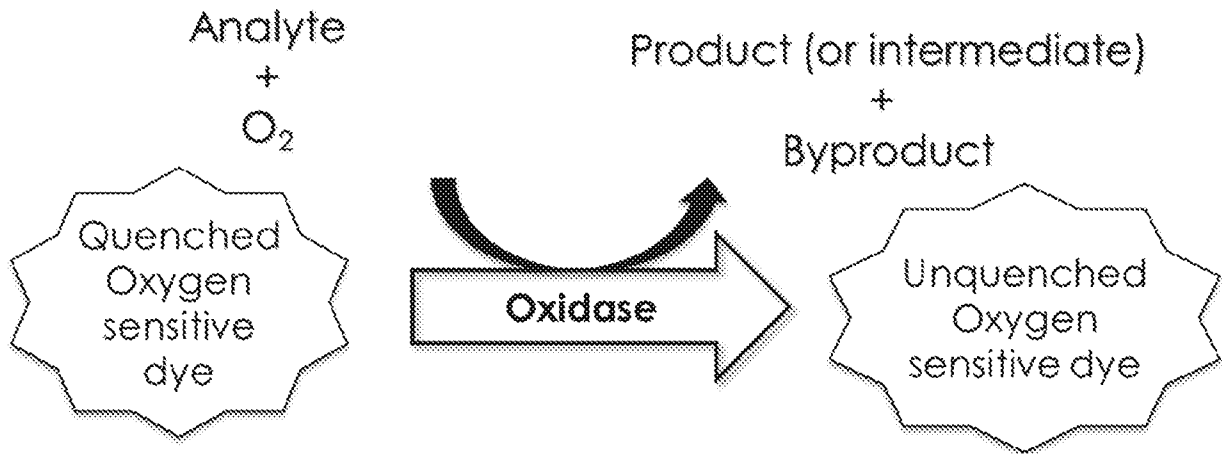 Analyte
+
O₂
Product (or intermediate)
+
Byproduct
Quenched
Oxygen
sensitive
dye
Oxidase
Unquenched
Oxygen
sensitive dye